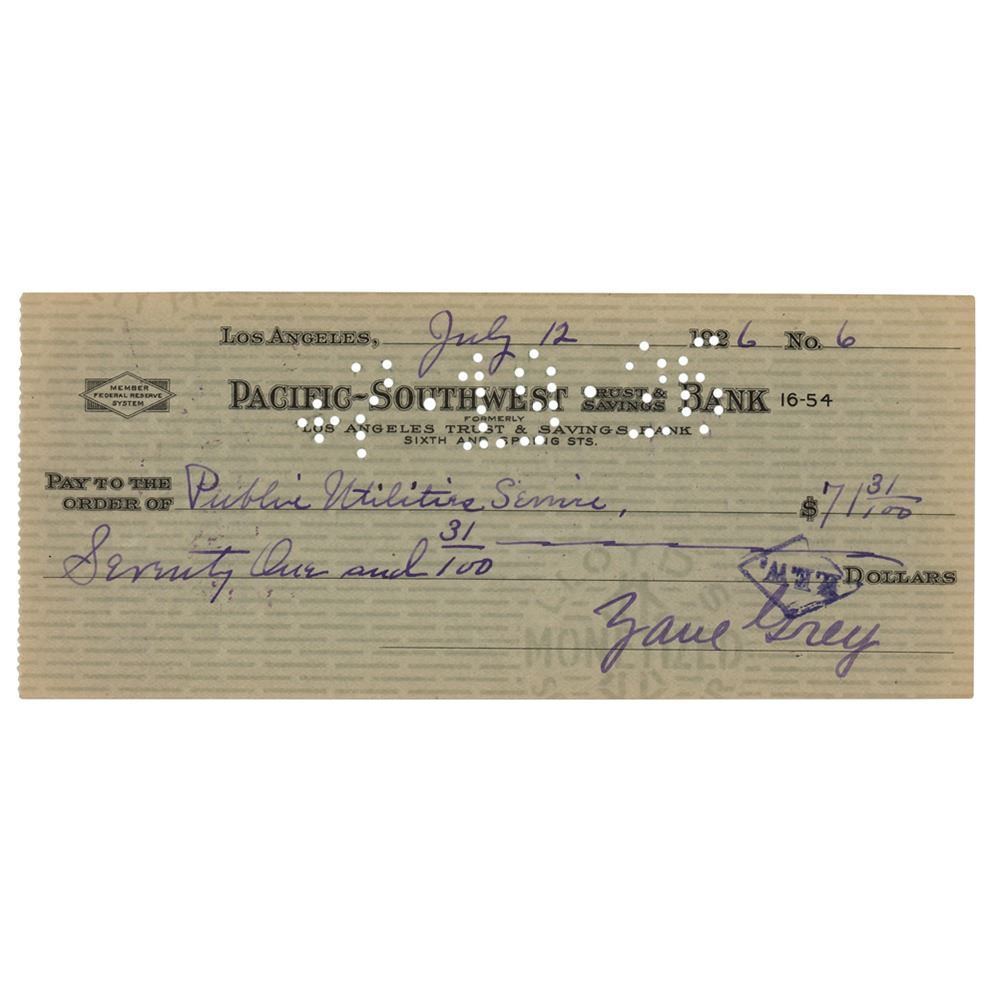 Los Angeles, July 12 1926 No. 6
MEMBER
FEDERAL RESERVE
SYSTEM
Pacific-Southwest Trust & Savings Bank 16-54
FORMERLY
LOS ANGELES TRUST & SAVINGS BANK
SIXTH AND SPRING STS.
Pay to the
order of Public Utilities Service, $71 31/100
Seventy One and 31/100 Dollars
Zane Grey